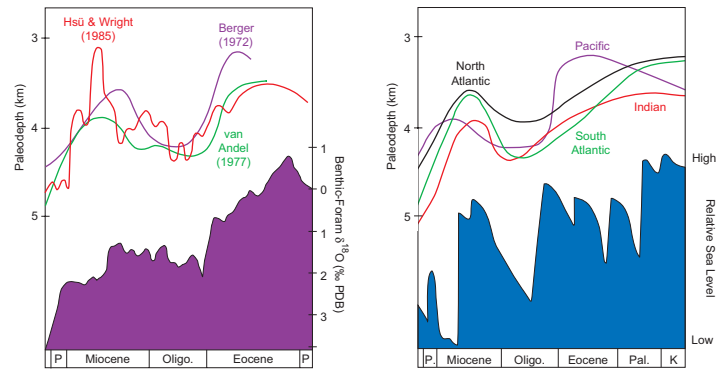 Hsü & Wright
(1985)
Berger
(1972)
van
Andel
(1977)
Paleodepth (km)
3
4
5
1
0
1
2
3
Benthic-Foram δ18O (‰ PDB)
P
Miocene
Oligo.
Eocene
P
Pacific
North
Atlantic
Indian
South
Atlantic
Paleodepth (km)
3
4
5
High
Relative Sea Level
Low
P.
Miocene
Oligo.
Eocene
Pal.
K